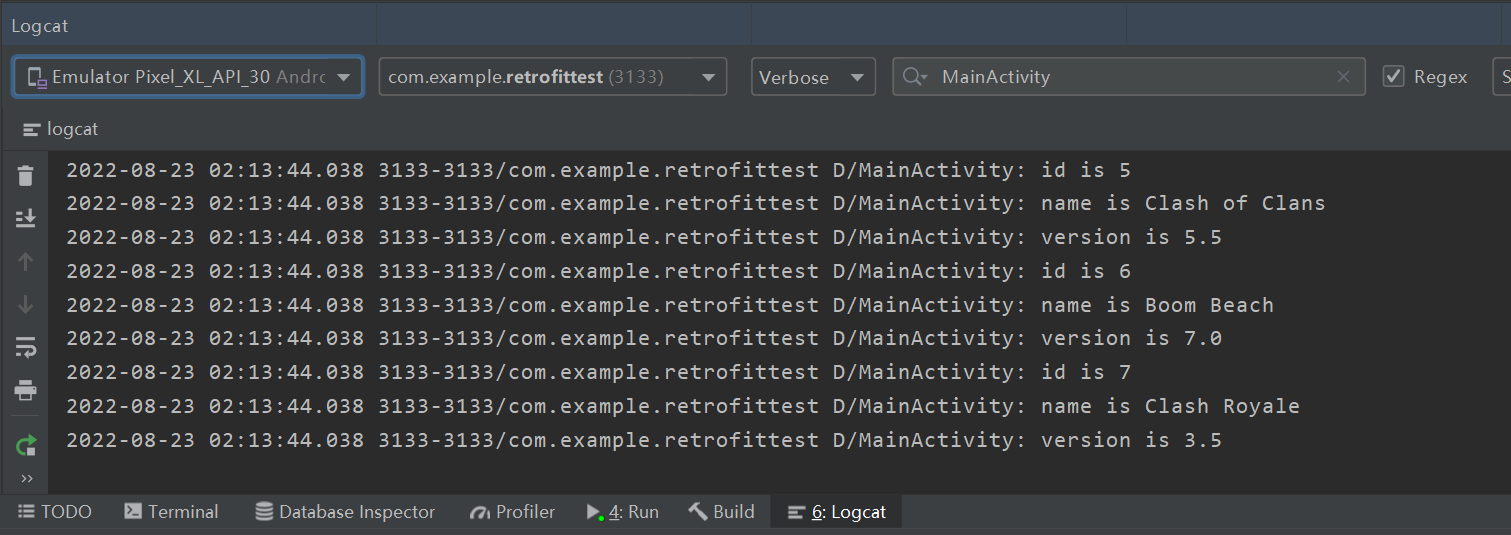 Logcat
Emulator Pixel_XL_API_30 Andro com.example.retrofittest (3133) Verbose MainActivity Regex S
logcat
2022-08-23 02:13:44.038 3133-3133/com.example.retrofittest D/MainActivity: id is 5
2022-08-23 02:13:44.038 3133-3133/com.example.retrofittest D/MainActivity: name is Clash of Clans
2022-08-23 02:13:44.038 3133-3133/com.example.retrofittest D/MainActivity: version is 5.5
2022-08-23 02:13:44.038 3133-3133/com.example.retrofittest D/MainActivity: id is 6
2022-08-23 02:13:44.038 3133-3133/com.example.retrofittest D/MainActivity: name is Boom Beach
2022-08-23 02:13:44.038 3133-3133/com.example.retrofittest D/MainActivity: version is 7.0
2022-08-23 02:13:44.038 3133-3133/com.example.retrofittest D/MainActivity: id is 7
2022-08-23 02:13:44.038 3133-3133/com.example.retrofittest D/MainActivity: name is Clash Royale
2022-08-23 02:13:44.038 3133-3133/com.example.retrofittest D/MainActivity: version is 3.5
TODO Terminal Database Inspector Profiler 4: Run Build 6: Logcat